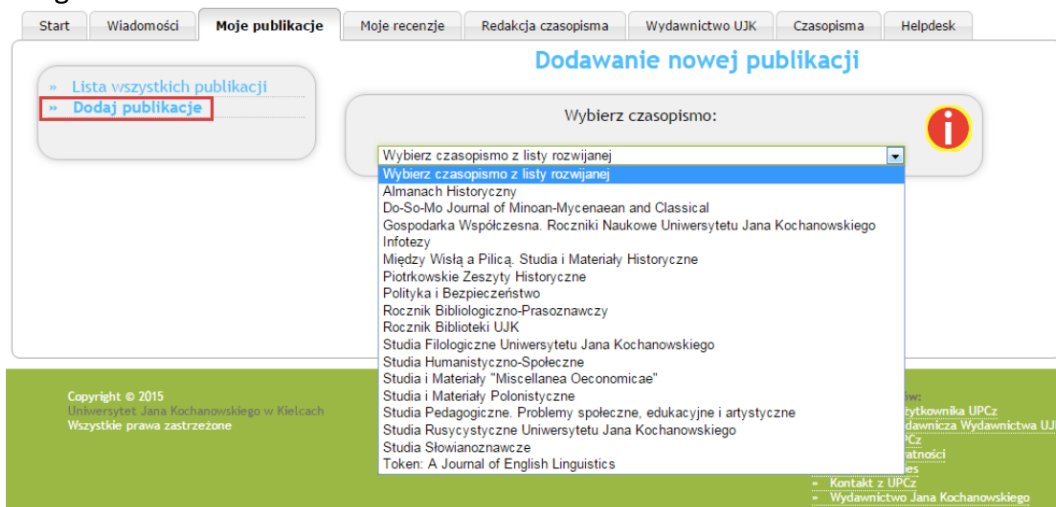 Start Wiadomości Moje publikacje Moje recenzje Redakcja czasopisma Wydawnictwo UJK Czasopisma Helpdesk
Dodawanie nowej publikacji
» Lista wszystkich publikacji
» Dodaj publikacje
Wybierz czasopismo:
Wybierz czasopismo z listy rozwijanej
Wybierz czasopismo z listy rozwijanej
Almanach Historyczny
Do-So-Mo Journal of Minoan-Mycenaean and Classical
Gospodarka Współczesna. Roczniki Naukowe Uniwersytetu Jana Kochanowskiego
Infotezy
Między Wisłą a Pilicą. Studia i Materiały Historyczne
Piotrkowskie Zeszyty Historyczne
Polityka i Bezpieczeństwo
Rocznik Bibliologiczno-Prasoznawczy
Rocznik Biblioteki UJK
Studia Filologiczne Uniwersytetu Jana Kochanowskiego
Studia Humanistyczno-Społeczne
Studia i Materiały "Miscellanea Oeconomicae"
Studia i Materiały Polonistyczne
Studia Pedagogiczne. Problemy społeczne, edukacyjne i artystyczne
Studia Rusycystyczne Uniwersytetu Jana Kochanowskiego
Studia Słowianoznawcze
Token: A Journal of English Linguistics
Copyright © 2015
Uniwersytet Jana Kochanowskiego w Kielcach
Wszystkie prawa zastrzeżone
UPCz
Wydawnictwa
- Kontakt z UPCz
- Wydawnictwo Jana Kochanowskiego